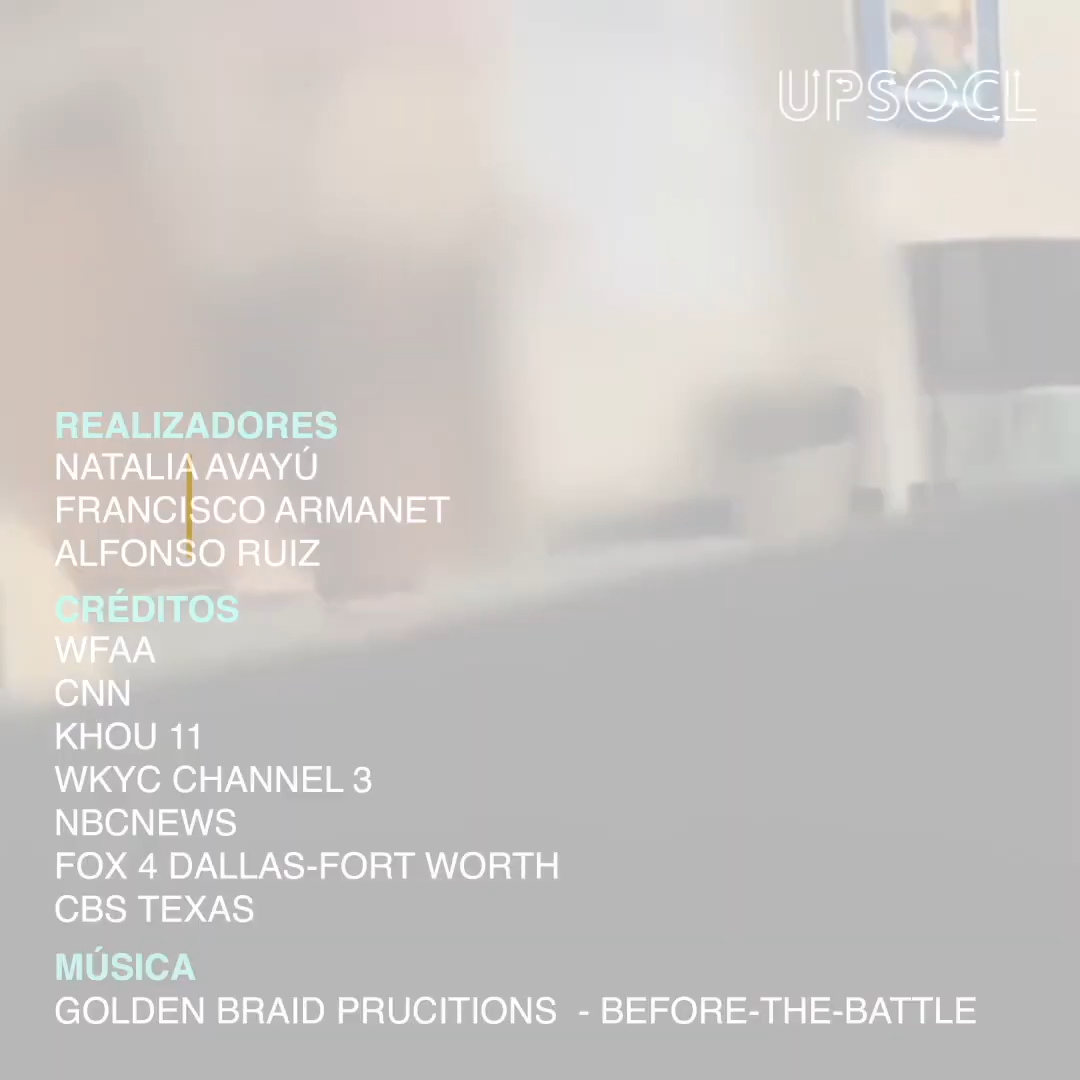 UPSOCL
REALIZADORES
NATALIA AVAYÚ
FRANCISCO ARMANET
ALFONSO RUIZ
CRÉDITOS
WFAA
CNN
KHOU 11
WKYC CHANNEL 3
NBCNEWS
FOX 4 DALLAS-FORT WORTH
CBS TEXAS
MÚSICA
GOLDEN BRAID PRUCITIONS - BEFORE-THE-BATTLE